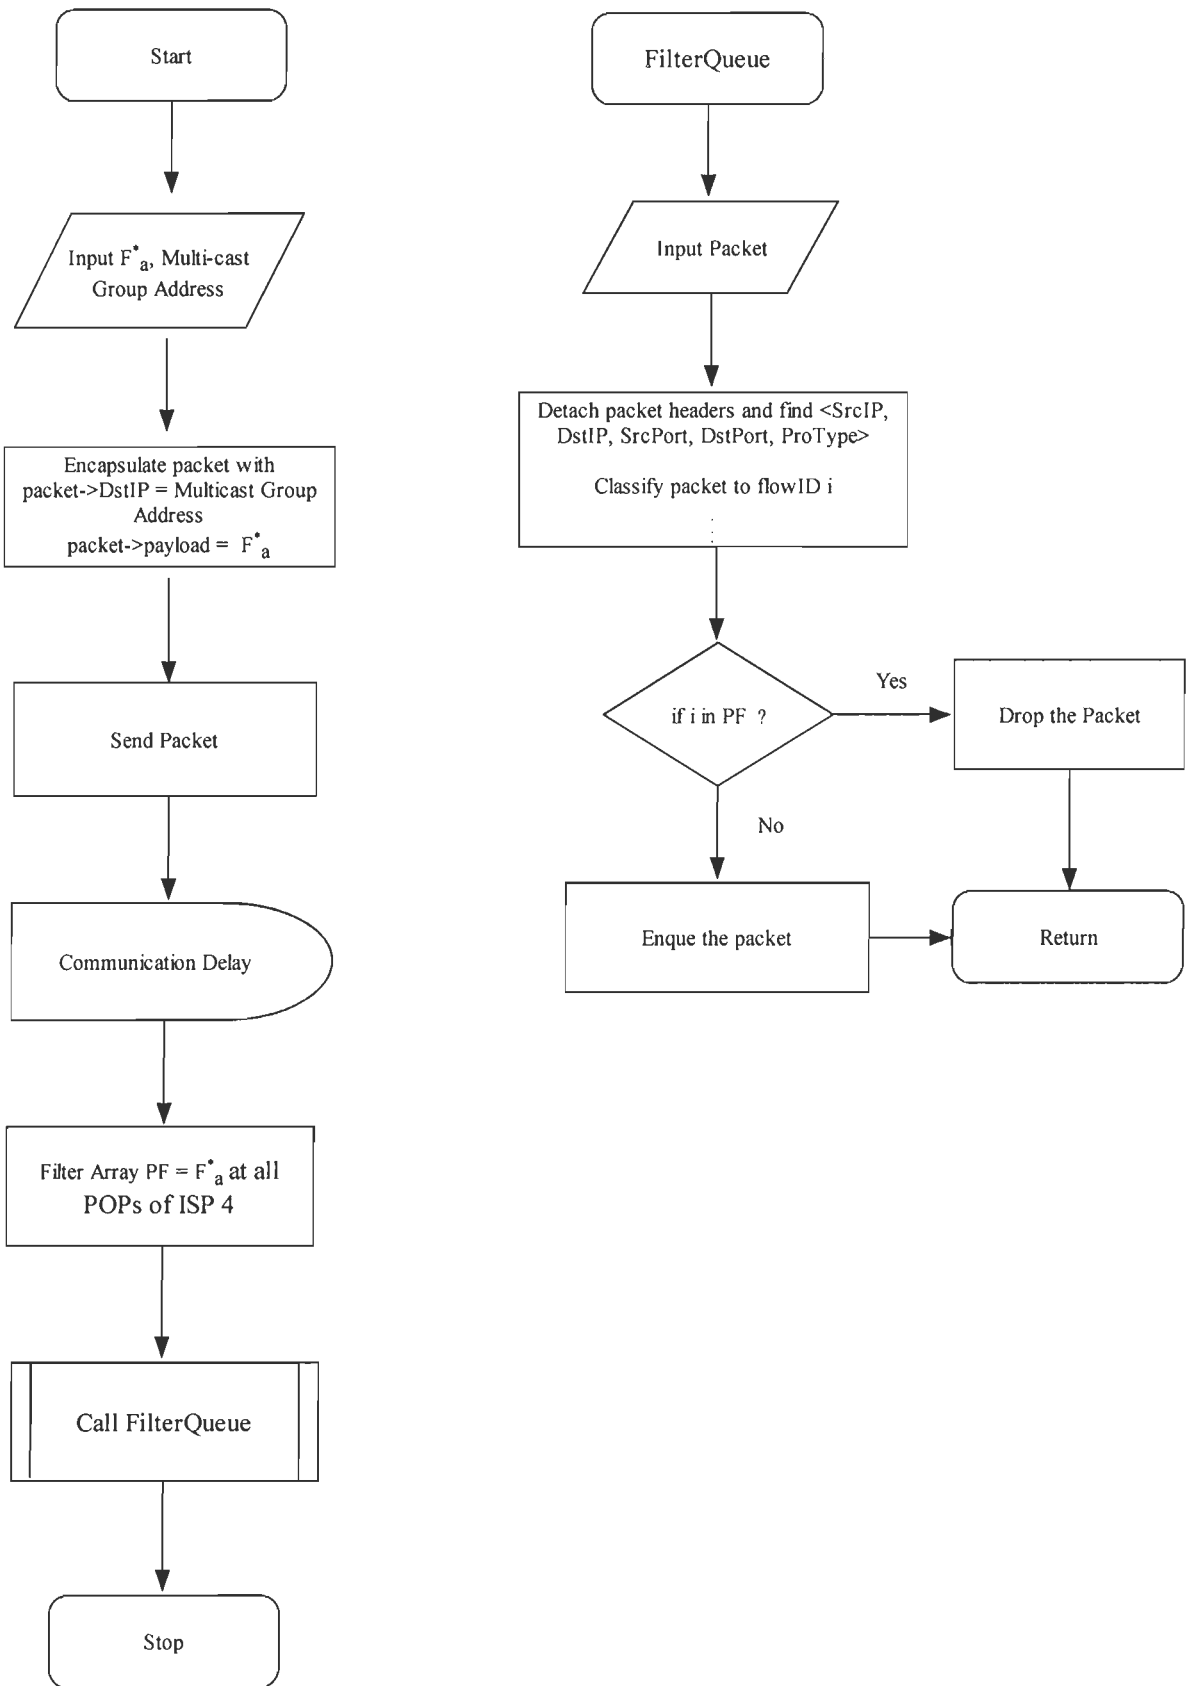 Start
Input F*a, Multi-cast
Group Address
Encapsulate packet with
packet->DstIP = Multicast Group
Address
packet->payload = F*a
Send Packet
Communication Delay
Filter Array PF = F*a at all
POPs of ISP 4
Call FilterQueue
Stop
FilterQueue
Input Packet
Detach packet headers and find <SrcIP,
DstIP, SrcPort, DstPort, ProType>
Classify packet to flowID i
if i in PF ?
Yes
Drop the Packet
No
Enque the packet
Return